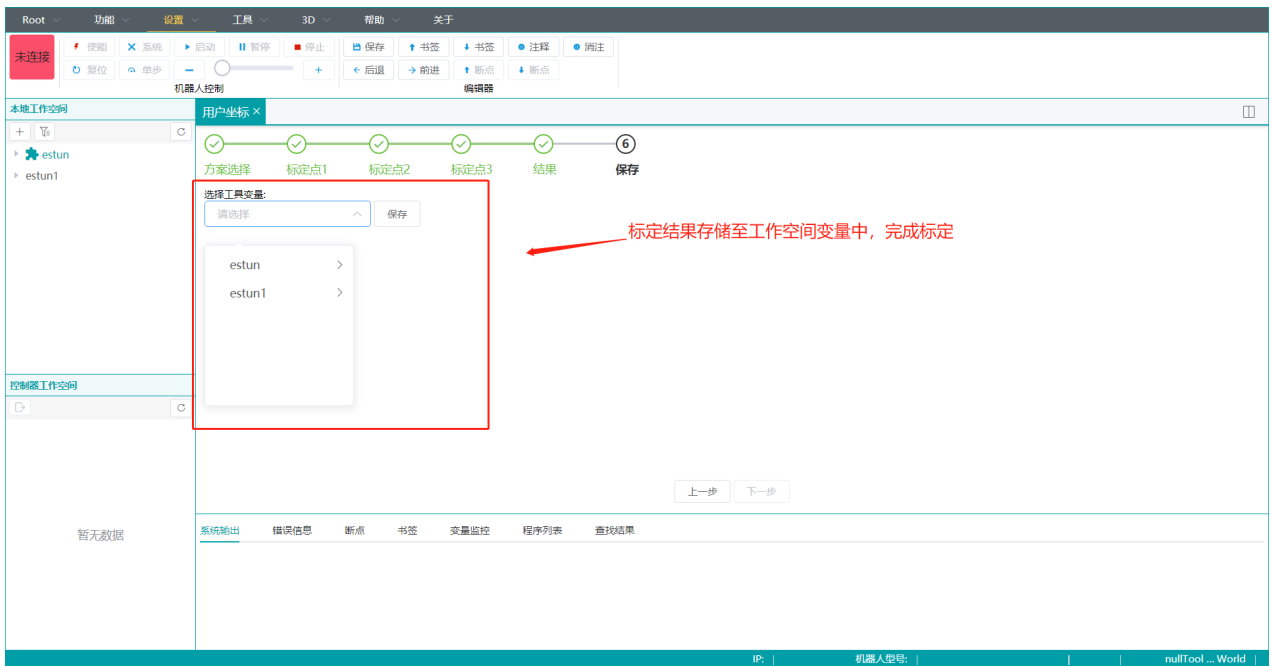 Root 功能 设置 工具 3D 帮助 关于
未连接 使能 系统 启动 暂停 停止 保存 书签 书签 注释 消注
复位 单步 后退 前进 断点 断点
机器人控制 编辑器
本地工作空间 用户坐标
estun
estun1
6
方案选择 标定点1 标定点2 标定点3 结果 保存
选择工具变量:
请选择 保存
标定结果存储至工作空间变量中，完成标定
estun
estun1
控制器工作空间
上一步 下一步
暂无数据
系统输出 错误信息 断点 书签 变量监控 程序列表 查找结果
IP: | 机器人型号: | | | nullTool ... World |